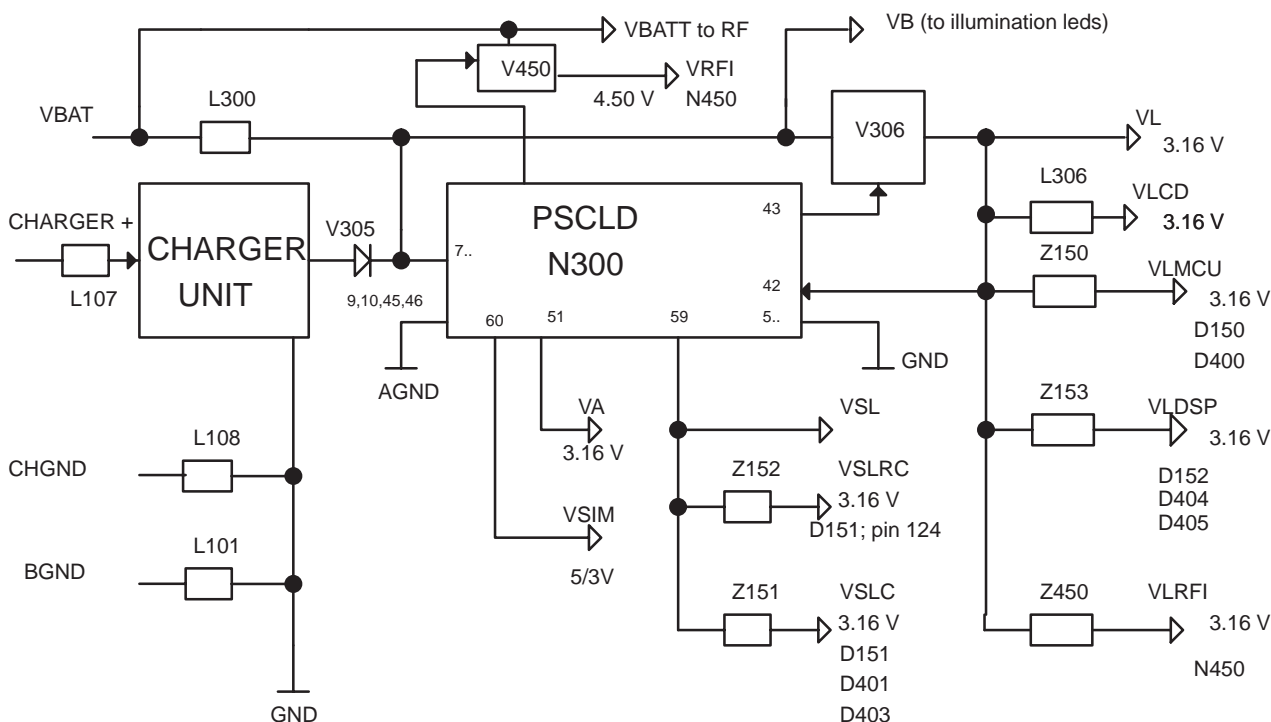 VBATT to RF
VB (to illumination leds)
V450
VRFI
4.50 V
N450
L300
VBAT
V306
VL
3.16 V
L306
VLCD
3.16 V
CHARGER +
L107
CHARGER
UNIT
V305
9,10,45,46
PSCLD
N300
7..
43
42
60
51
59
5..
Z150
VLMCU
3.16 V
D150
D400
AGND
GND
VA
3.16 V
VSL
Z153
VLDSP
3.16 V
D152
D404
D405
L108
CHGND
Z152
VSLRC
3.16 V
D151; pin 124
VSIM
5/3V
L101
BGND
Z151
VSLC
3.16 V
D151
D401
D403
Z450
VLRFI
3.16 V
N450
GND